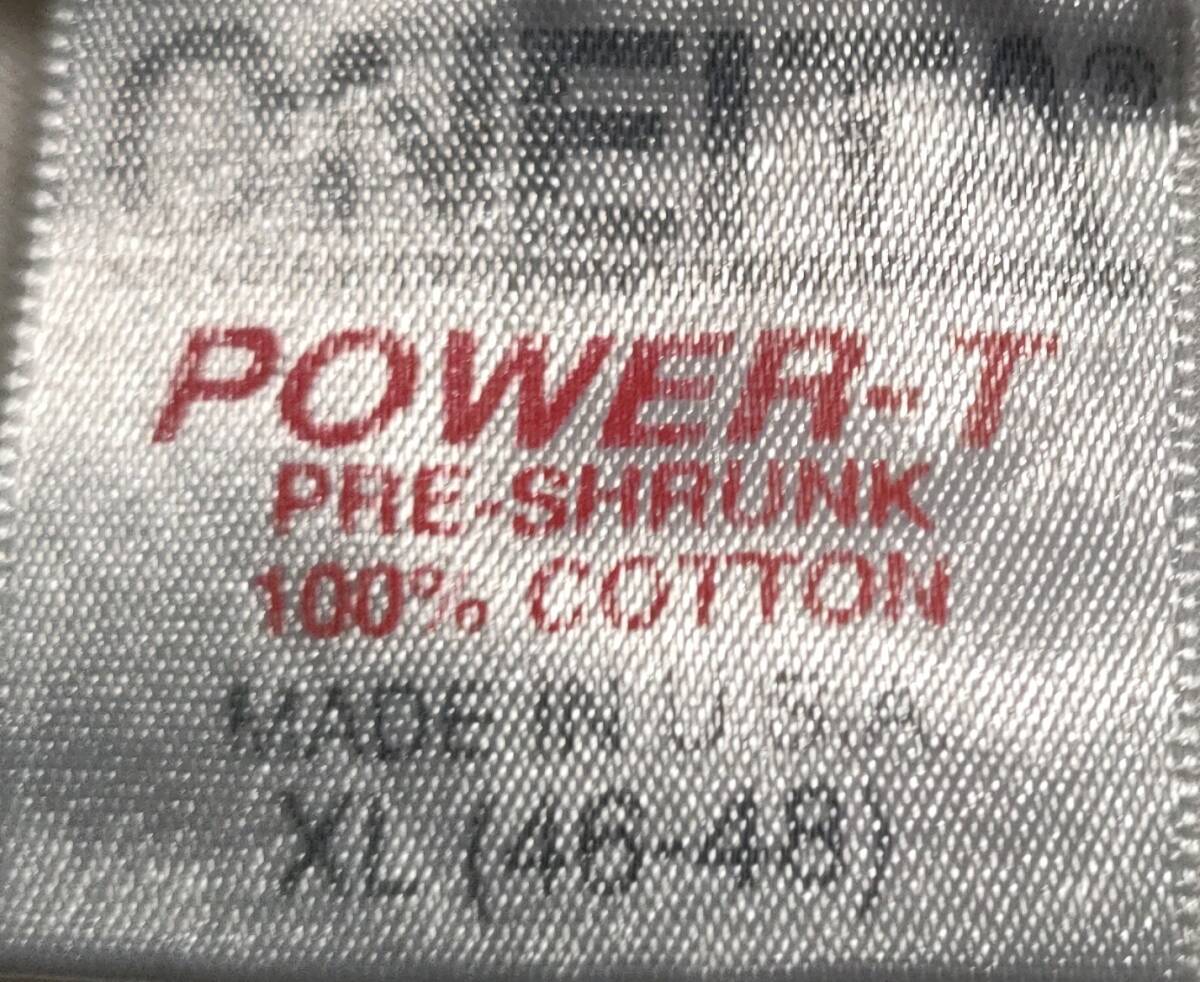 POWER-T
PRE-SHRUNK
100% COTTON
MADE IN U.S.A
XL (46-48)